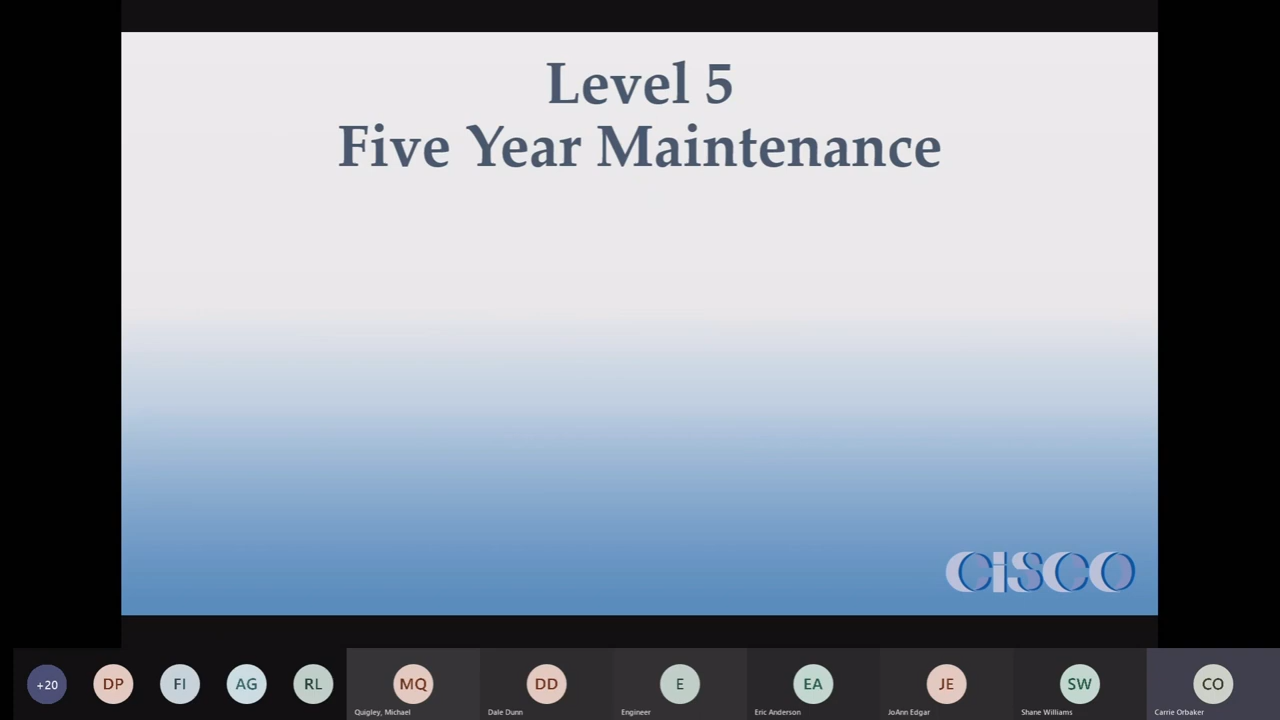 Level 5
Five Year Maintenance
CiSCO
+20
DP
FI
AG
RL
MQ
DD
E
EA
JE
SW
CO
Quigley, Michael
Dale Dunn
Engineer
Eric Anderson
JoAnn Edgar
Shane Williams
Carrie Orbaker